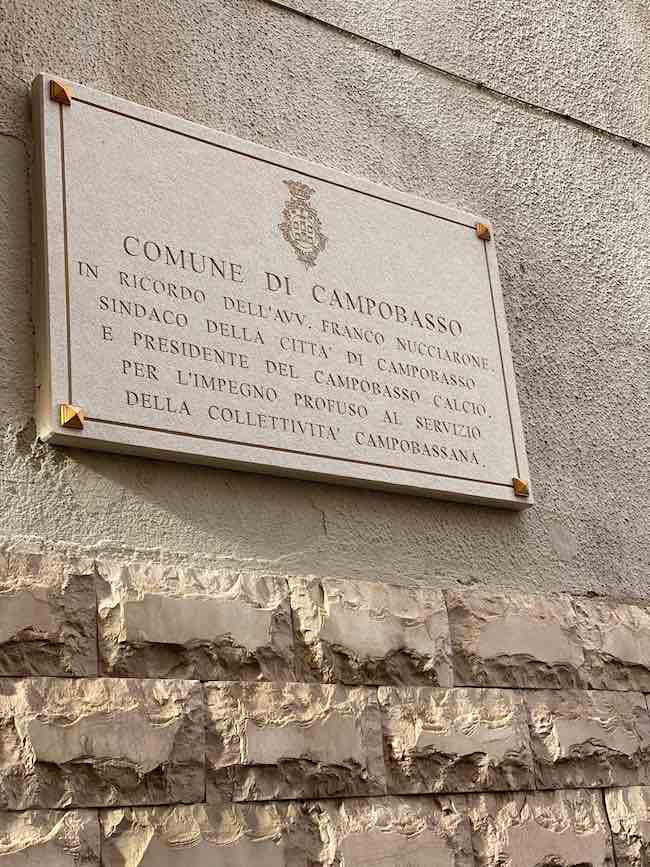 COMUNE DI CAMPOBASSO
IN RICORDO DELL'AVV. FRANCO NUCCIARONE,
SINDACO DELLA CITTA' DI CAMPOBASSO
E PRESIDENTE DEL CAMPOBASSO CALCIO,
PER L'IMPEGNO PROFUSO AL SERVIZIO
DELLA COLLETTIVITA' CAMPOBASSANA.